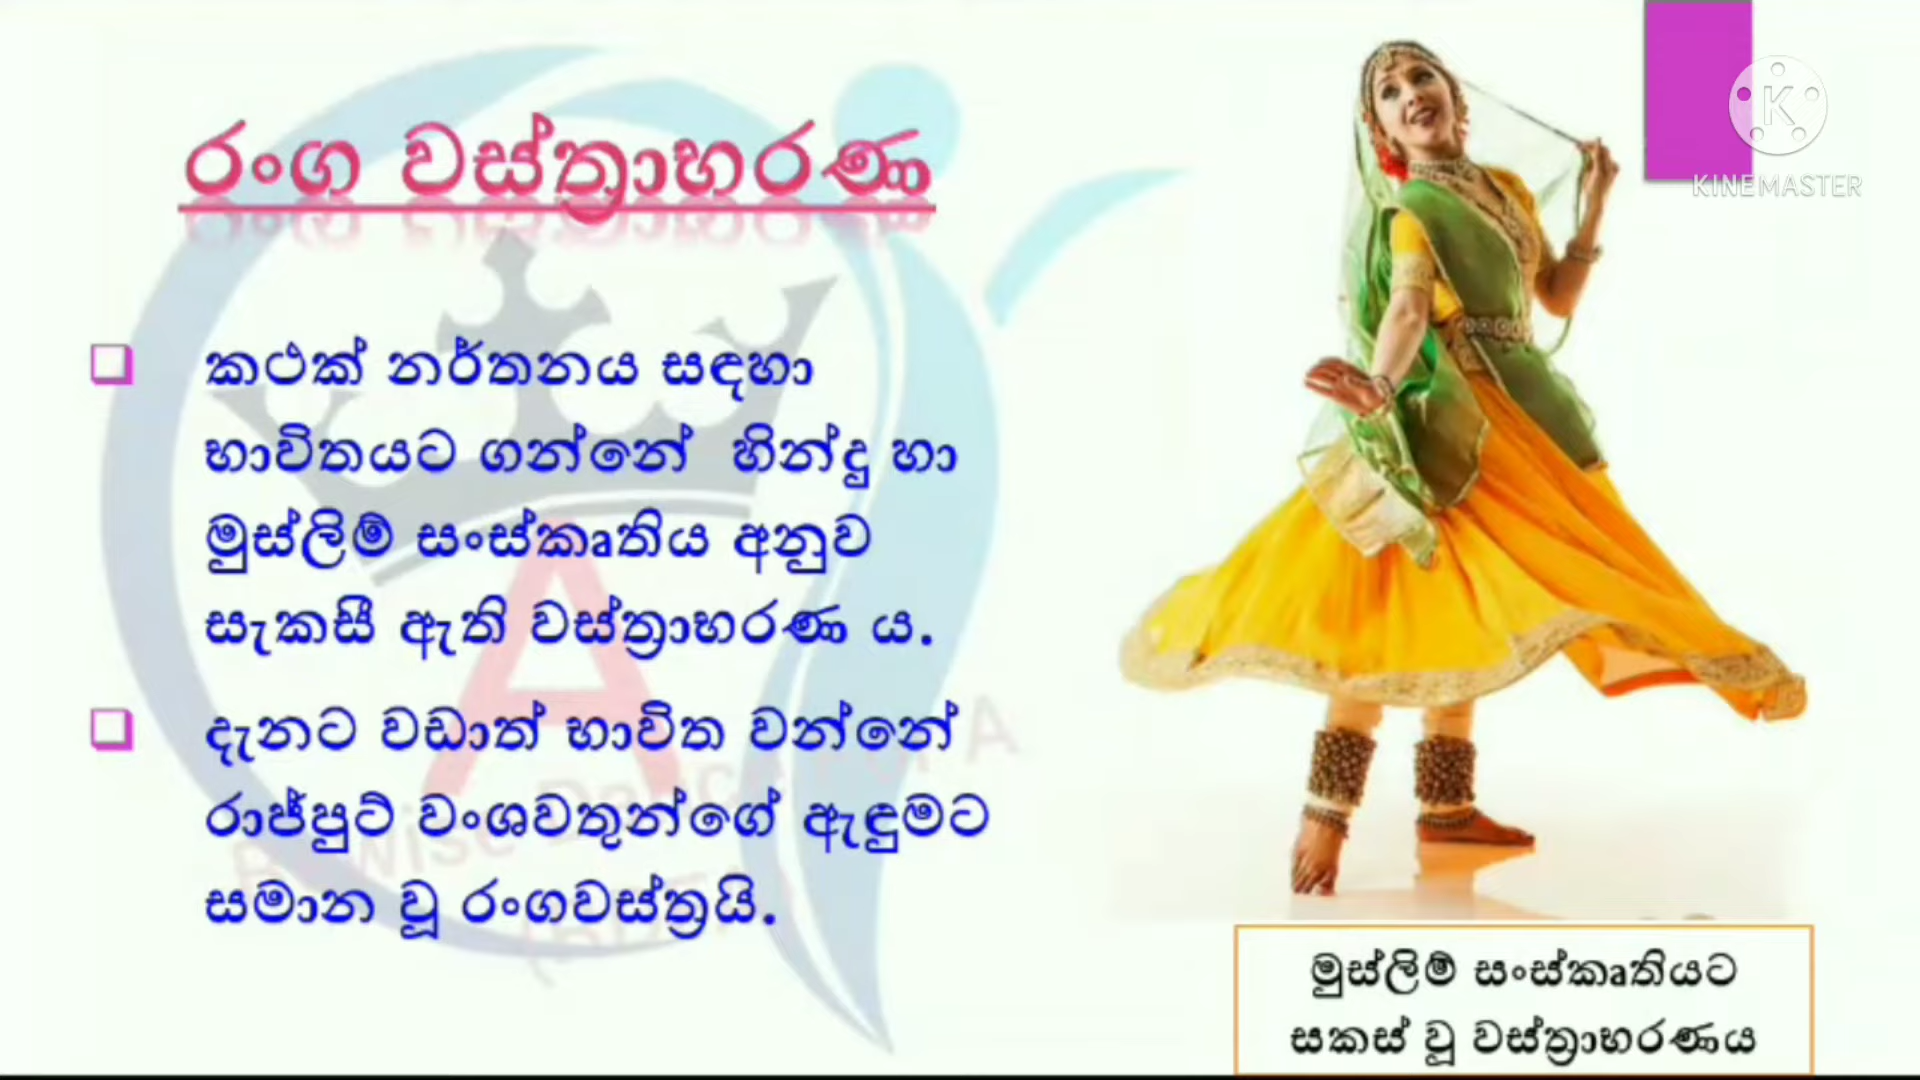 රංග වස්ත්‍රාභරණ
කථක් නර්තනය සඳහා
භාවිතයට ගන්නේ හින්දු හා
මුස්ලිම් සංස්කෘතිය අනුව
සැකසී ඇති වස්ත්‍රාභරණ ය.
දැනට වඩාත් භාවිත වන්නේ
රාජ්පුට් වංශවතුන්ගේ ඇඳුමට
සමාන වූ රංගවස්ත්‍රයි.
K
KINEMASTER
මුස්ලිම් සංස්කෘතියට
සකස් වූ වස්ත්‍රාභරණය